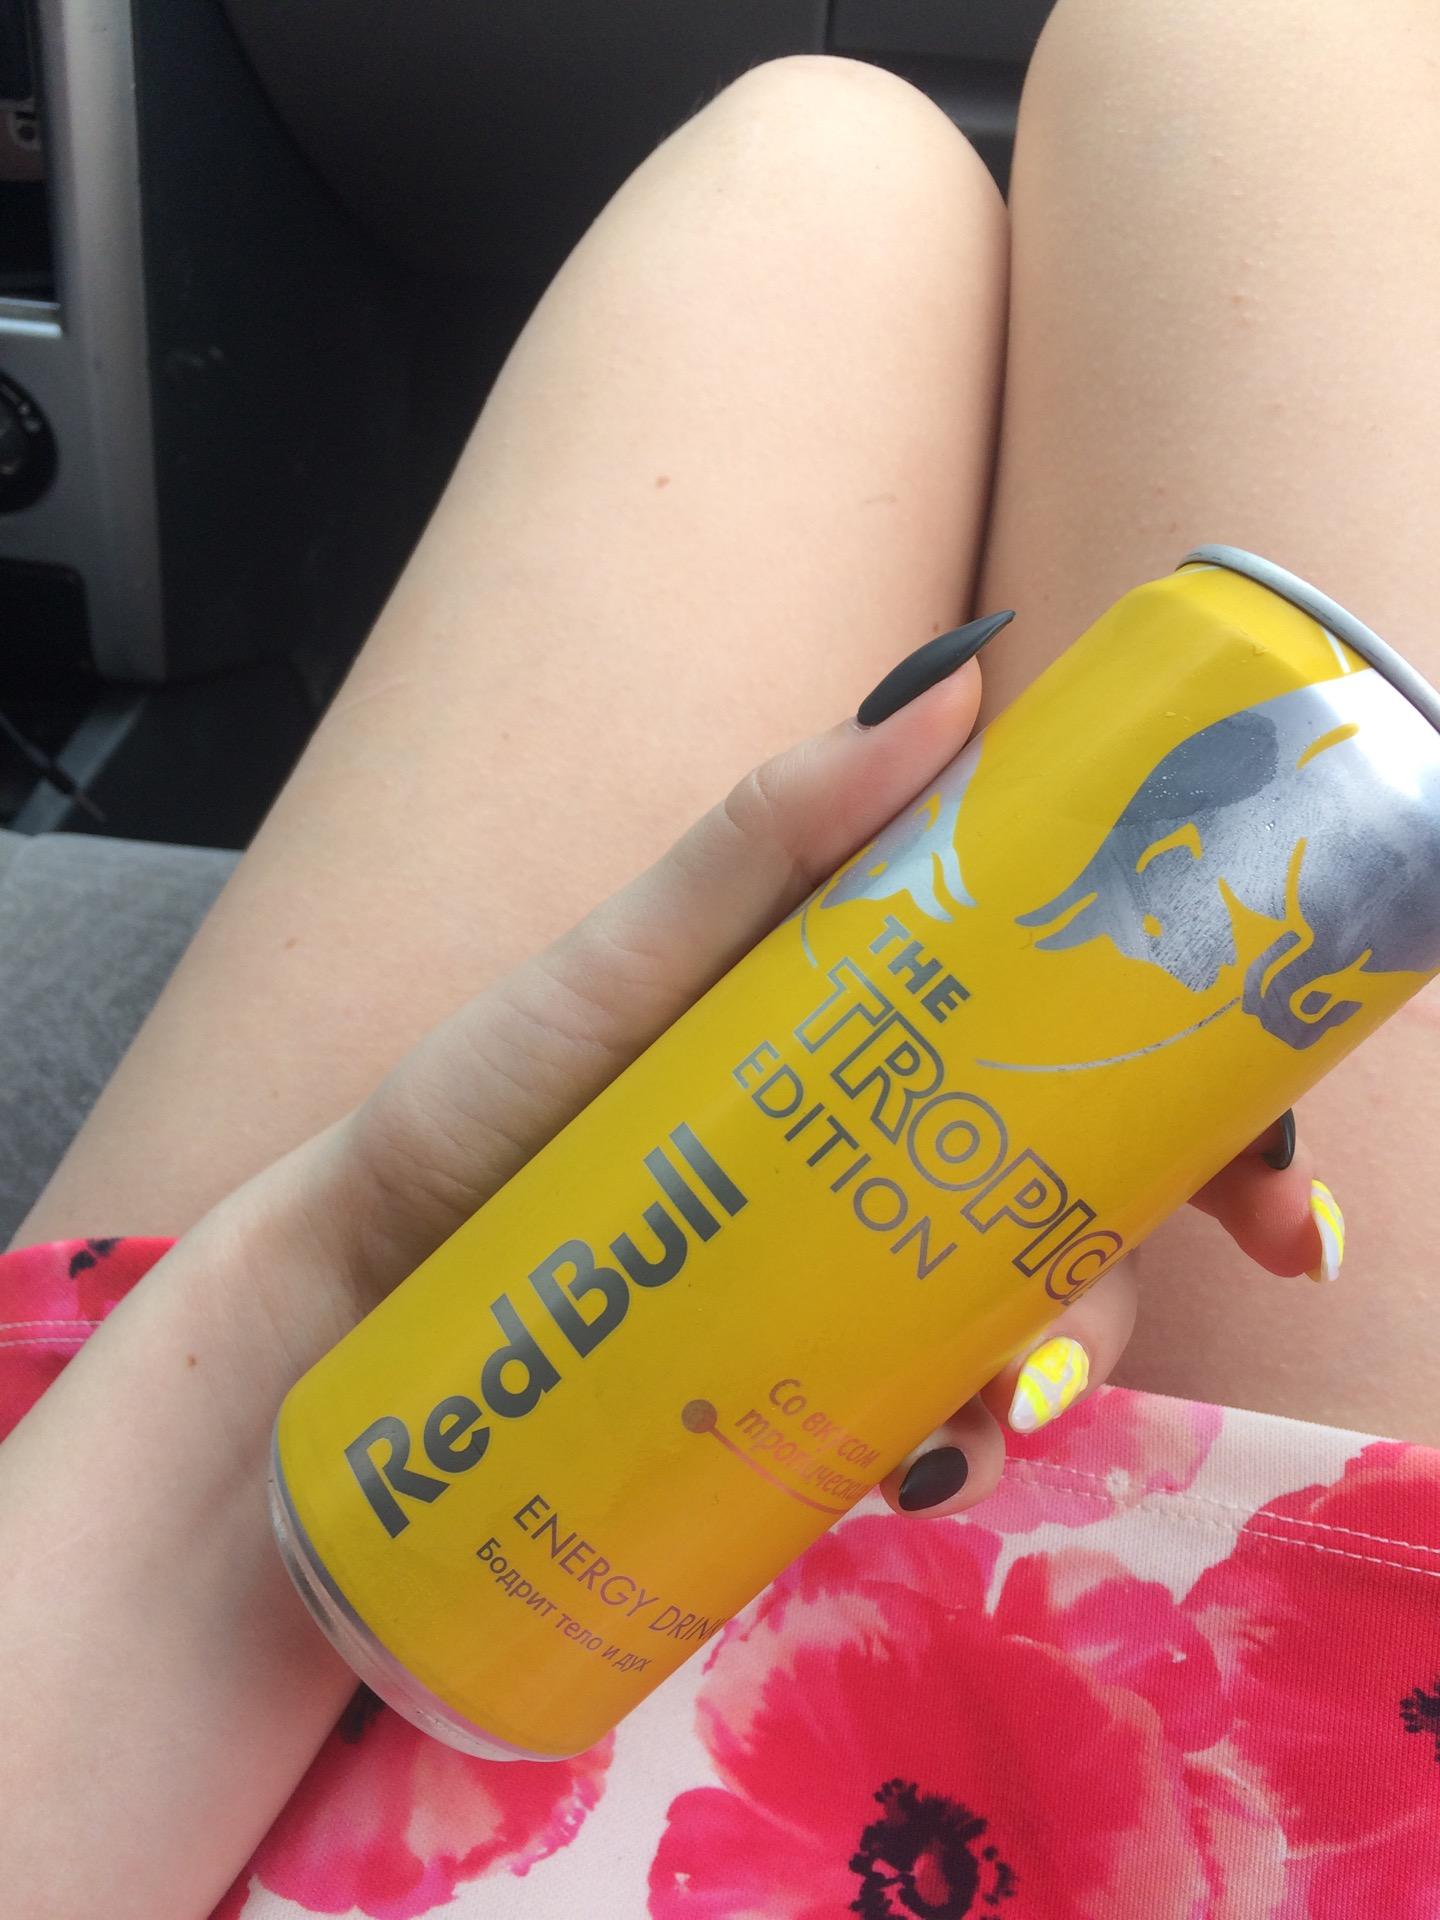 THE
TROPIC
EDITION
Red Bull
Со вкусом
ENERGY DRINK
Бодрит тело и дух